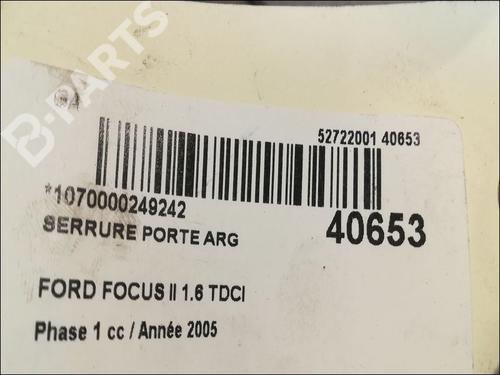 B-PARTS
52722001 40653
*1070000249242
40653
SERRURE PORTE ARG
FORD FOCUS II 1.6 TDCI
Phase 1 cc / Année 2005